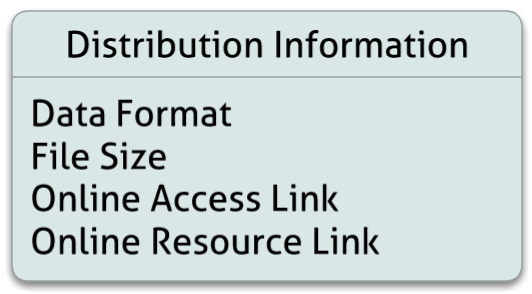 Distribution Information
Data Format
File Size
Online Access Link
Online Resource Link